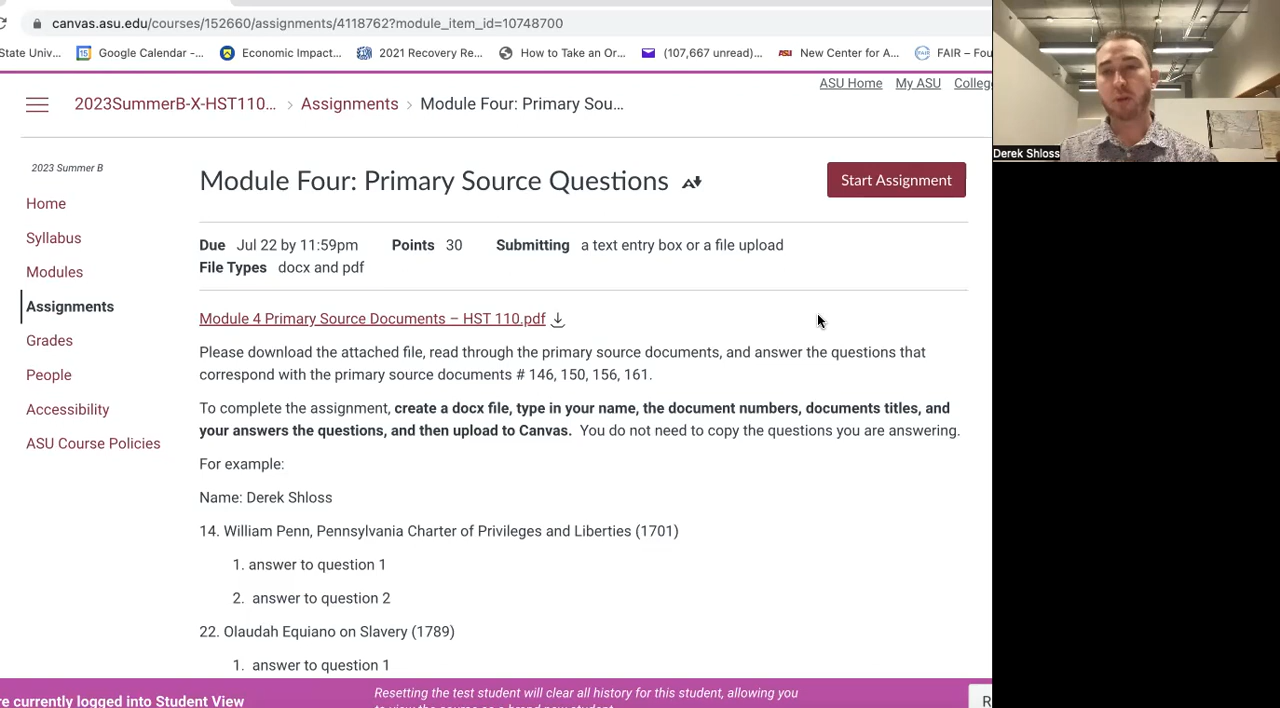 canvas.asu.edu/courses/152660/assignments/4118762?module_item_id=10748700
State Univ... Google Calendar -... Economic Impact... 2021 Recovery Re... How to Take an Or... (107,667 unread)... New Center for A... FAIR – Fou
ASU Home My ASU College
2023SummerB-X-HST110... › Assignments › Module Four: Primary Sou...
Derek Shloss
2023 Summer B
Home
Syllabus
Modules
Assignments
Grades
People
Accessibility
ASU Course Policies
Module Four: Primary Source Questions
Start Assignment
Due Jul 22 by 11:59pm Points 30 Submitting a text entry box or a file upload
File Types docx and pdf
Module 4 Primary Source Documents – HST 110.pdf
Please download the attached file, read through the primary source documents, and answer the questions that
correspond with the primary source documents # 146, 150, 156, 161.
To complete the assignment, create a docx file, type in your name, the document numbers, documents titles, and
your answers the questions, and then upload to Canvas. You do not need to copy the questions you are answering.
For example:
Name: Derek Shloss
14. William Penn, Pennsylvania Charter of Privileges and Liberties (1701)
1. answer to question 1
2. answer to question 2
22. Olaudah Equiano on Slavery (1789)
1. answer to question 1
re currently logged into Student View
Resetting the test student will clear all history for this student, allowing you